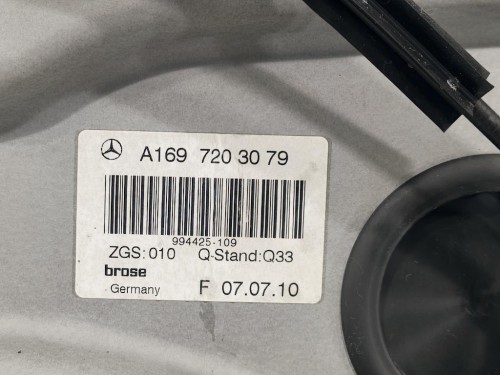 A169 720 30 79
994425-109
ZGS:010 Q-Stand:Q33
brose
Germany F 07.07.10